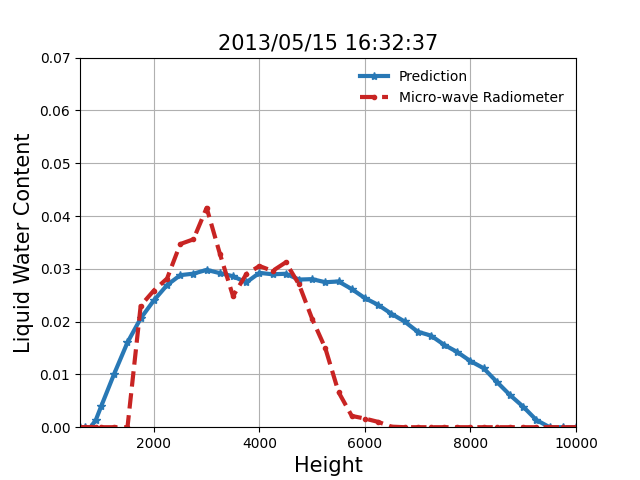 2013/05/15 16:32:37
0.07
0.06
0.05
0.04
0.03
0.02
0.01
0.00
Liquid Water Content
Prediction
Micro-wave Radiometer
2000 4000 6000 8000 10000
Height